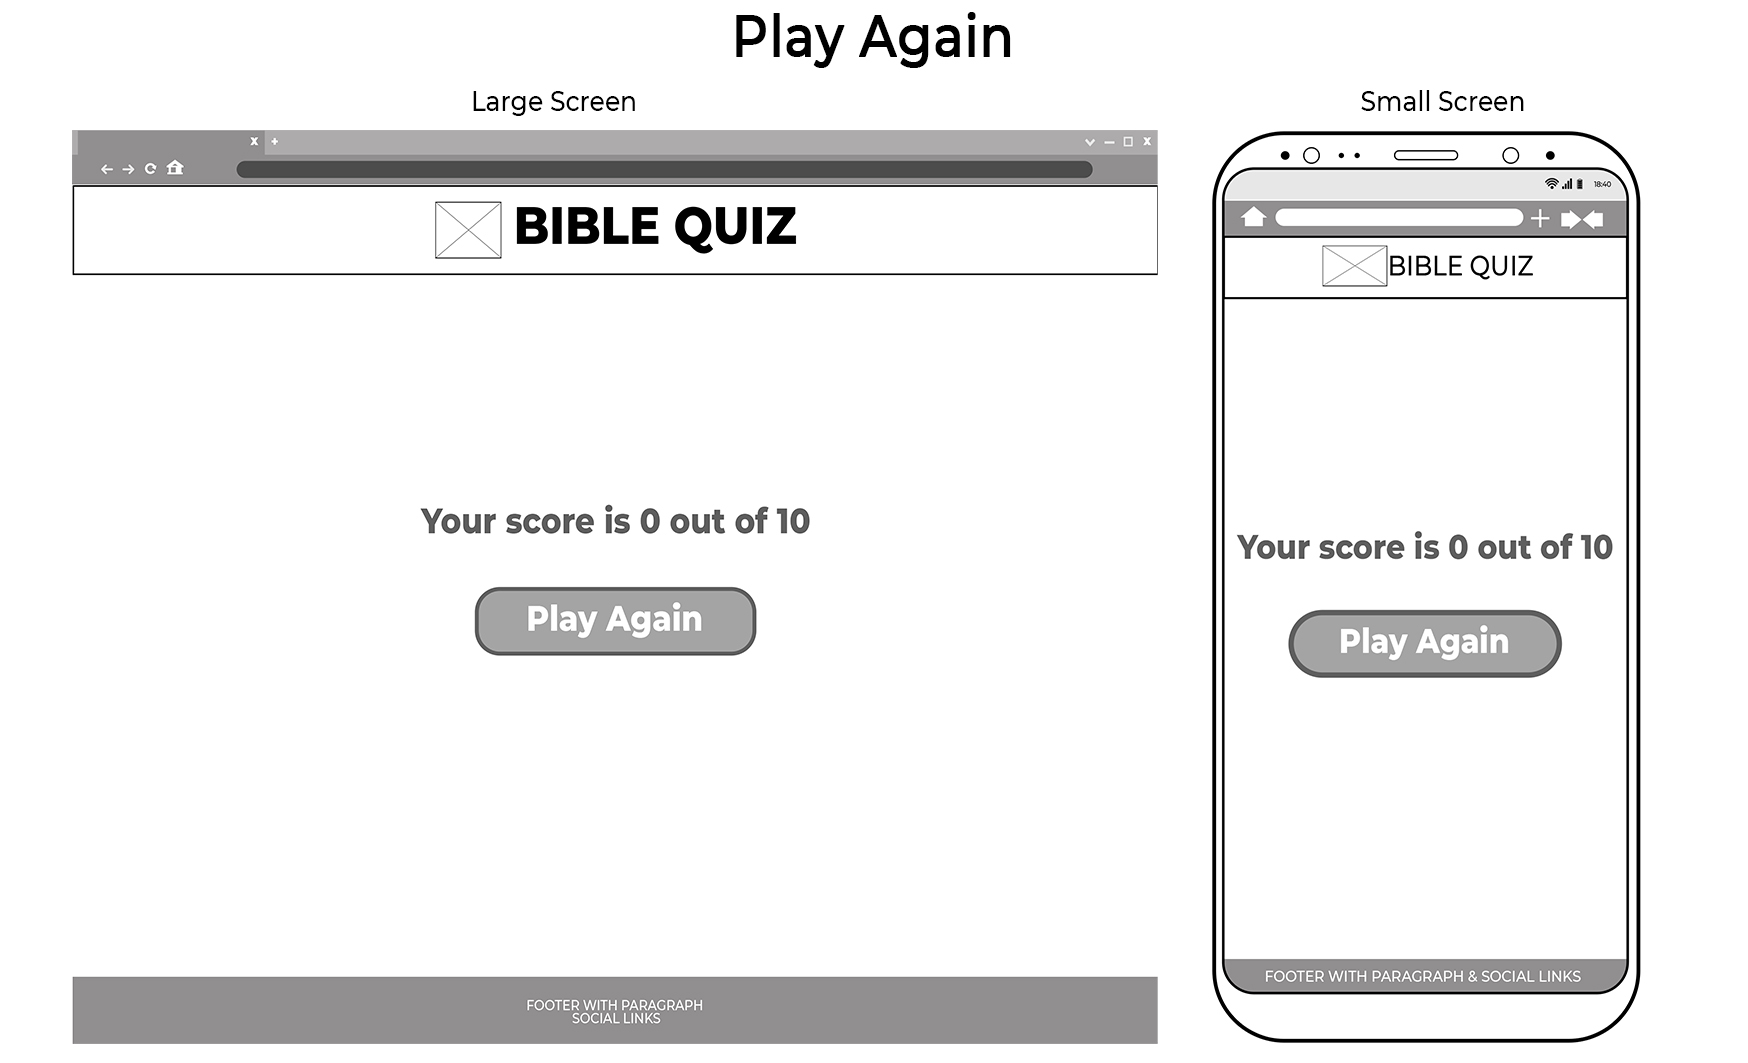 Play Again
Large Screen
Small Screen
BIBLE QUIZ
Your score is 0 out of 10
Play Again
FOOTER WITH PARAGRAPH
SOCIAL LINKS
18:40
BIBLE QUIZ
Your score is 0 out of 10
Play Again
FOOTER WITH PARAGRAPH & SOCIAL LINKS